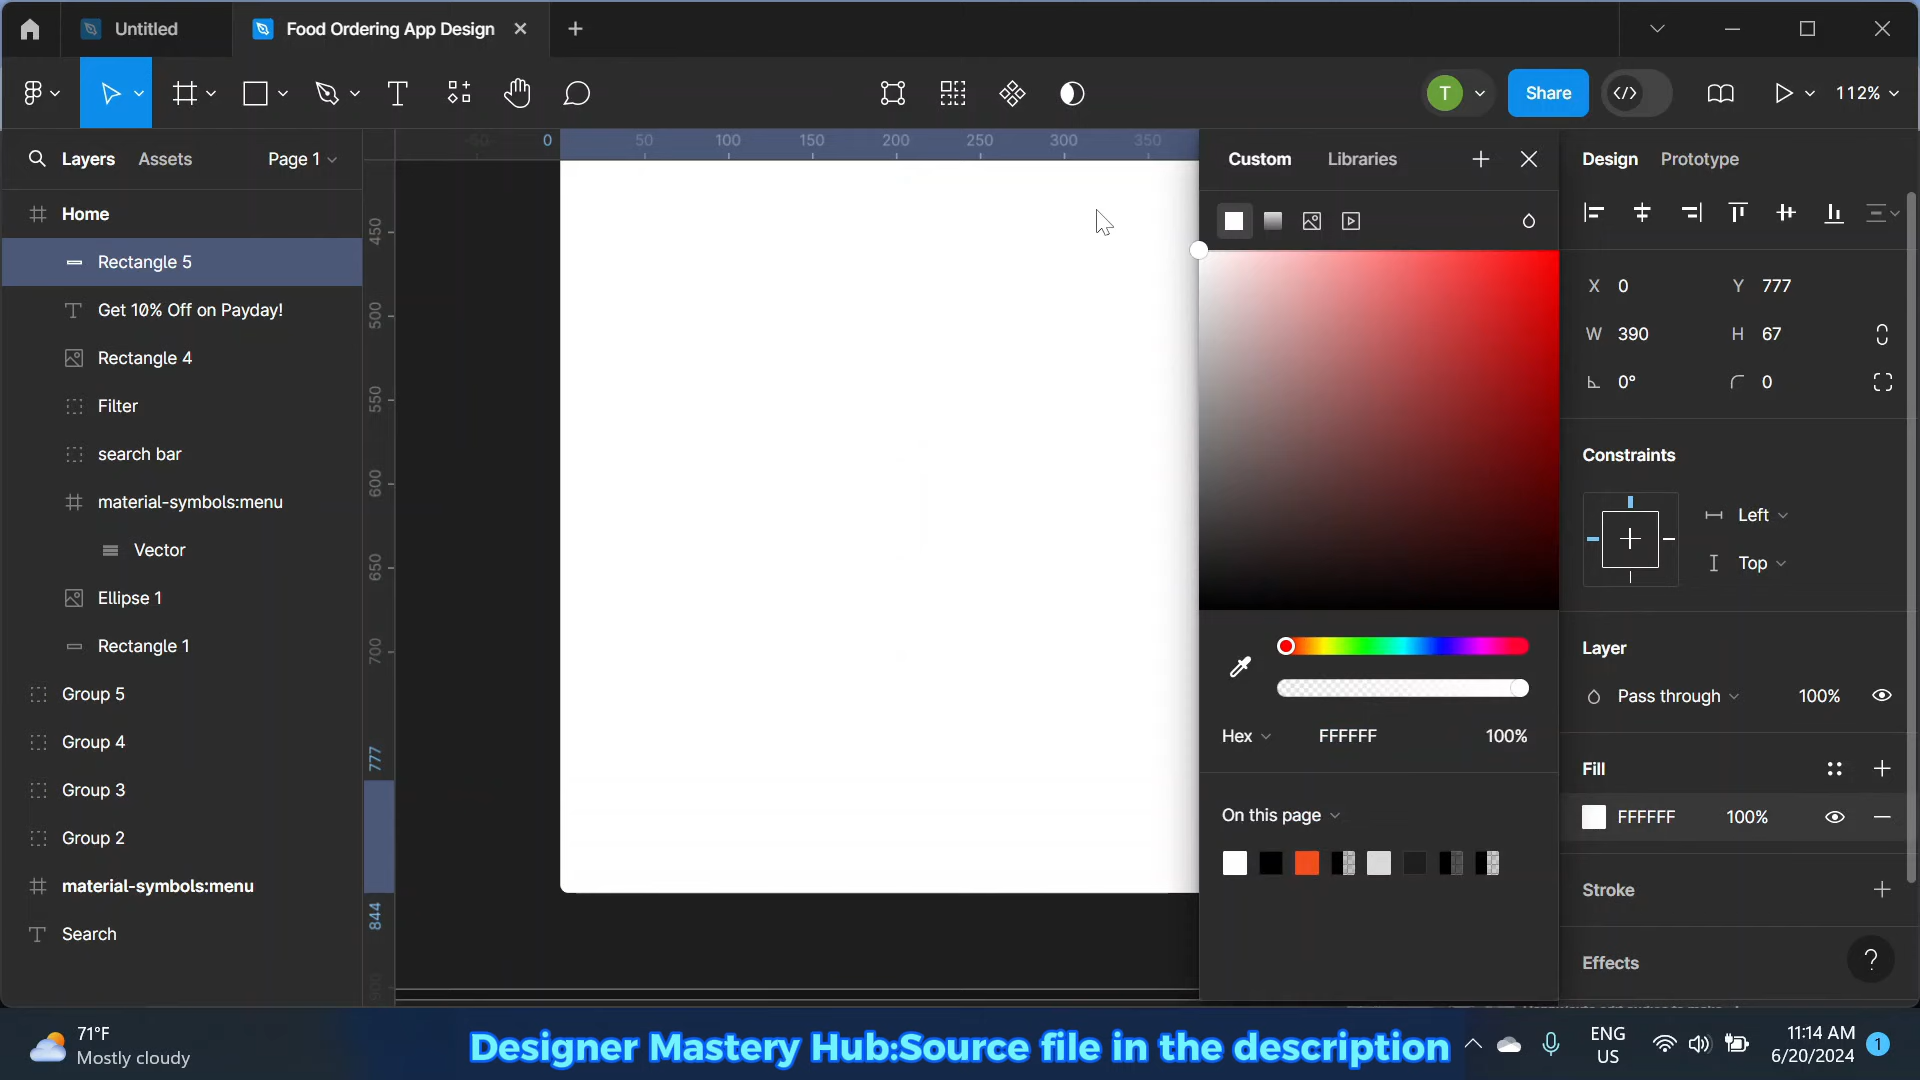 Untitled
Food Ordering App Design
T
Share
112%
Layers
Assets
Page 1
Home
Rectangle 5
Get 10% Off on Payday!
Rectangle 4
Filter
search bar
material-symbols:menu
Vector
Ellipse 1
Rectangle 1
Group 5
Group 4
Group 3
Group 2
material-symbols:menu
Search
-50
0
50
100
150
200
250
300
350
450
500
550
600
650
700
777
844
Custom
Libraries
Hex
FFFFFF
100%
On this page
Design
Prototype
X 0
Y 777
W 390
H 67
0°
0
Constraints
Left
Top
Layer
Pass through
100%
Fill
FFFFFF
100%
Stroke
Effects
?
71°F
Mostly cloudy
Designer Mastery Hub:Source file in the description
ENG
US
11:14 AM
6/20/2024
1